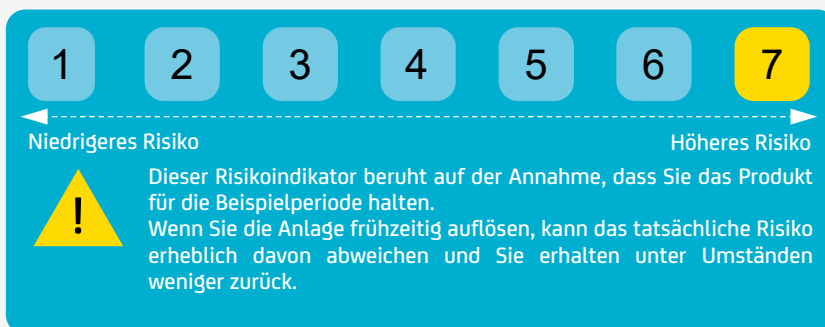 1 2 3 4 5 6 7
Niedrigeres Risiko Höheres Risiko
Dieser Risikoindikator beruht auf der Annahme, dass Sie das Produkt
für die Beispielperiode halten.
!
Wenn Sie die Anlage frühzeitig auflösen, kann das tatsächliche Risiko
erheblich davon abweichen und Sie erhalten unter Umständen
weniger zurück.